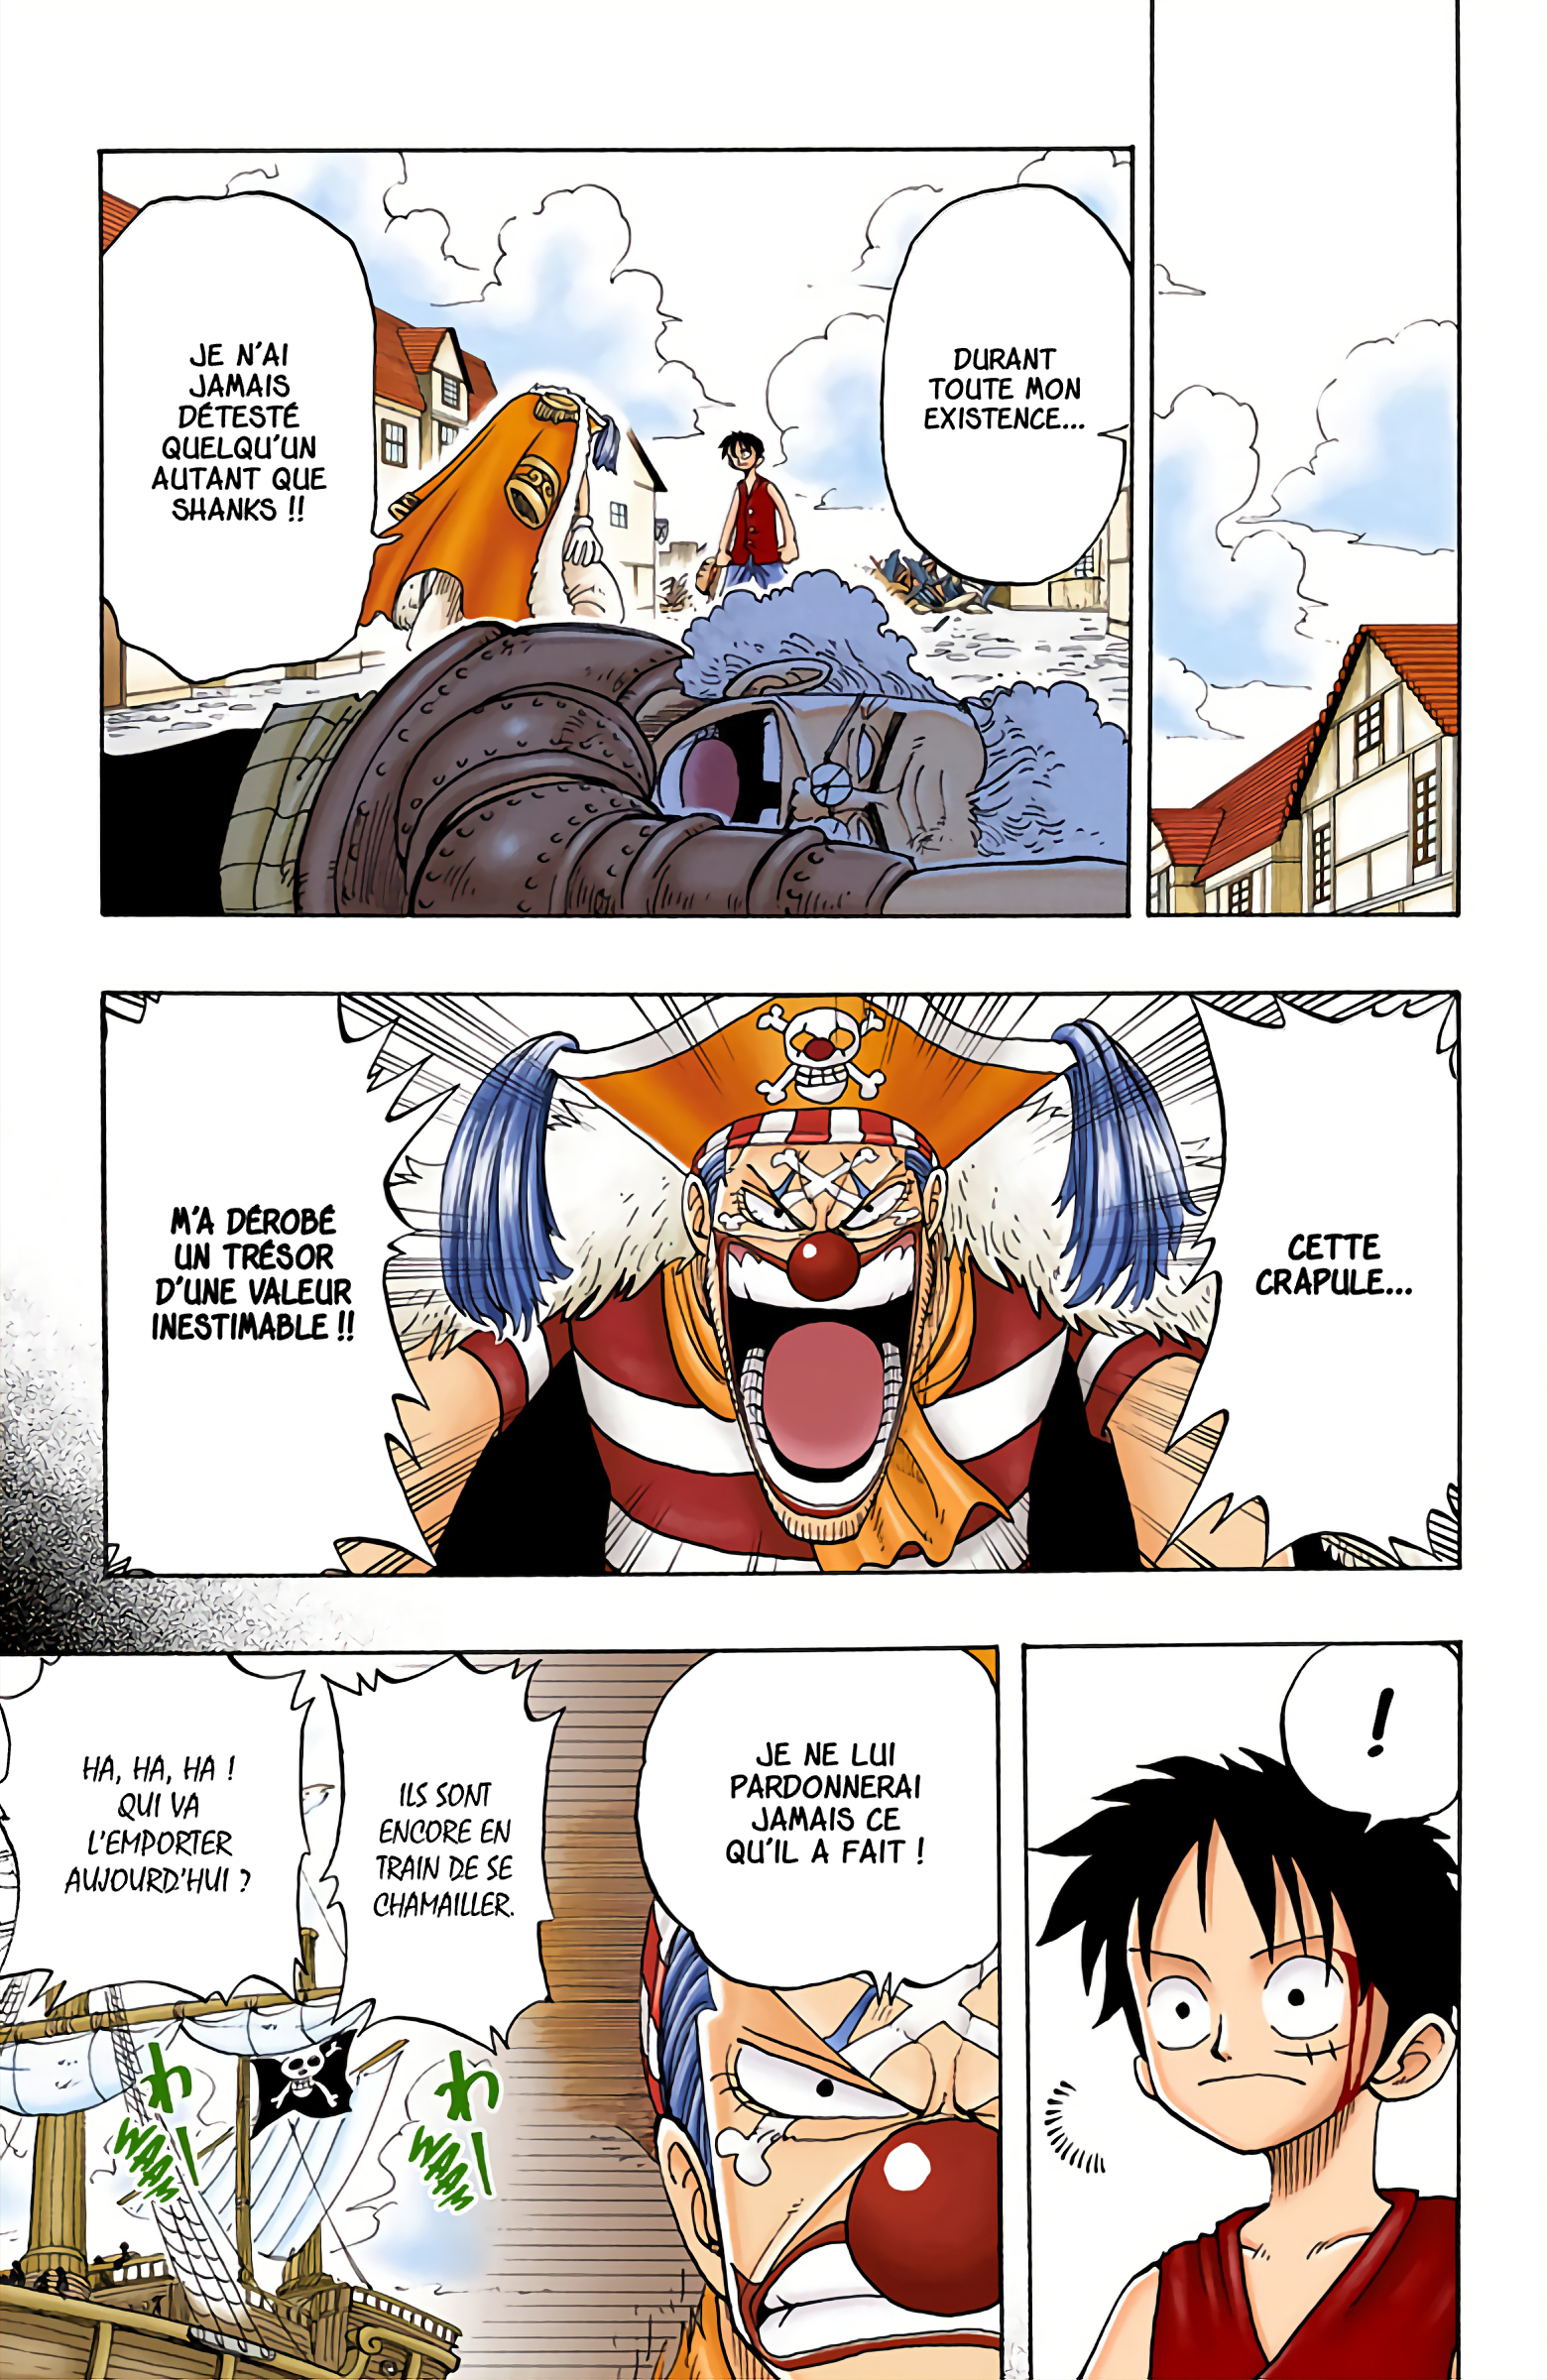 DURANT
TOUTE MON
EXISTENCE...
JE N'AI
JAMAIS
DÉTESTÉ
QUELQU'UN
AUTANT QUE
SHANKS !!
CETTE
CRAPULE...
M'A DÉROBÉ
UN TRÉSOR
D'UNE VALEUR
INESTIMABLE !!
!
JE NE LUI
PARDONNERAI
JAMAIS CE
QU'IL A FAIT !
ILS SONT
ENCORE EN
TRAIN DE SE
CHAMAILLER.
HA, HA, HA !
QUI VA
L'EMPORTER
AUJOURD'HUI ?
わー
わー